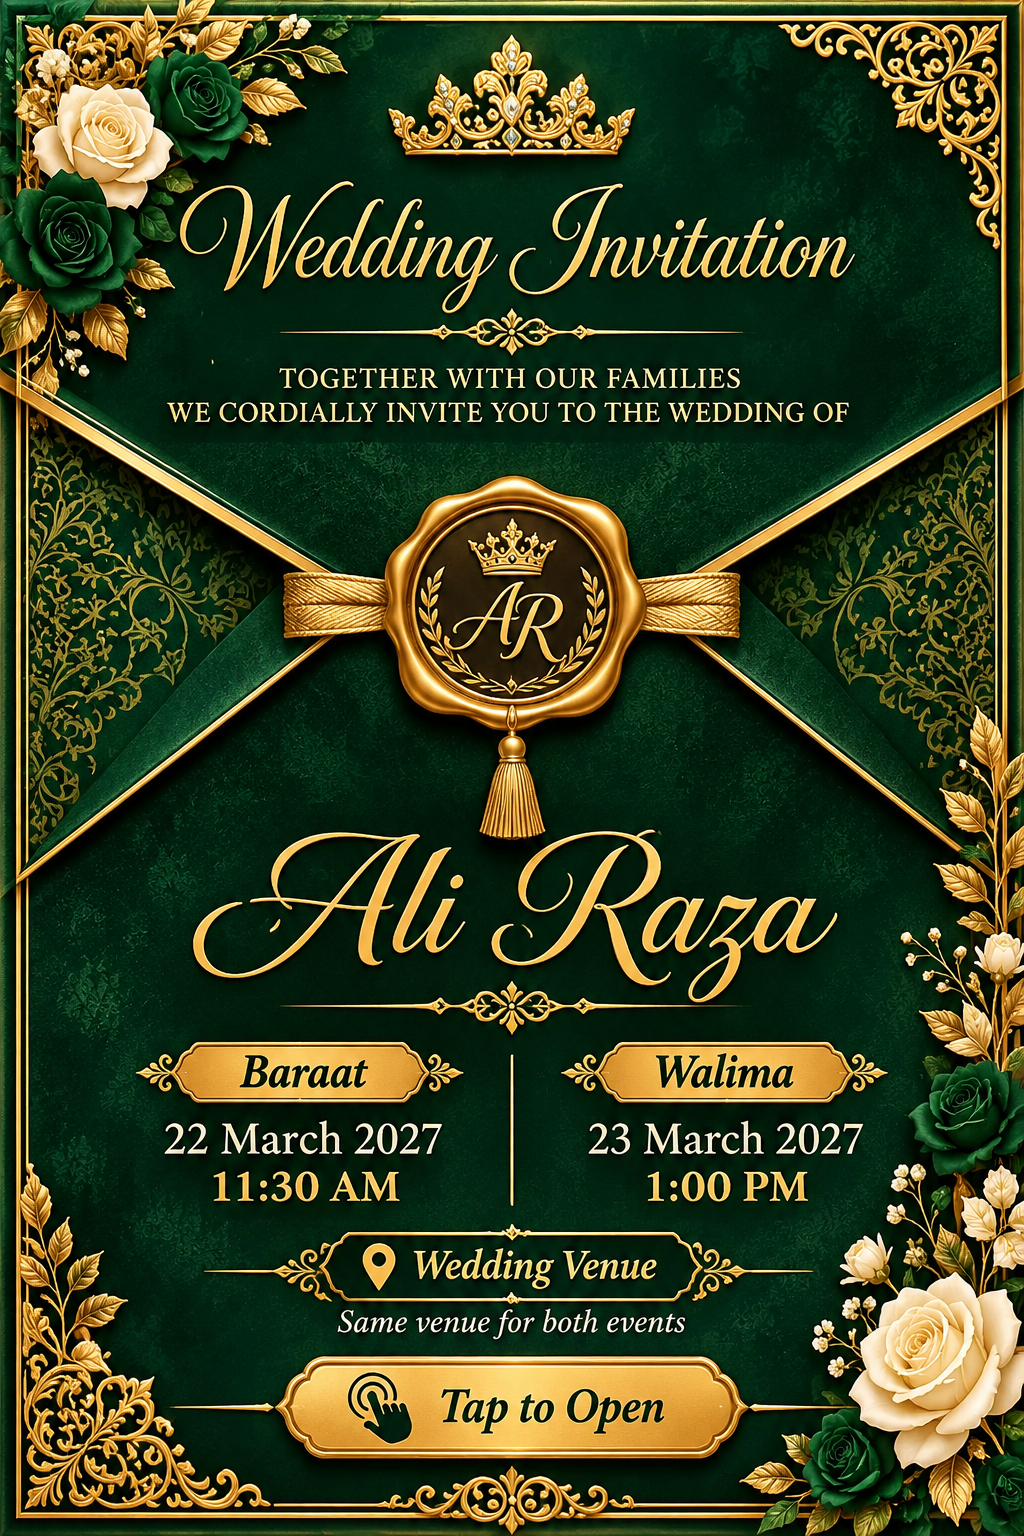 Wedding Invitation
TOGETHER WITH OUR FAMILIES
WE CORDIALLY INVITE YOU TO THE WEDDING OF
AR
Ali Raza
Baraat
22 March 2027
11:30 AM
Walima
23 March 2027
1:00 PM
Wedding Venue
Same venue for both events
Tap to Open